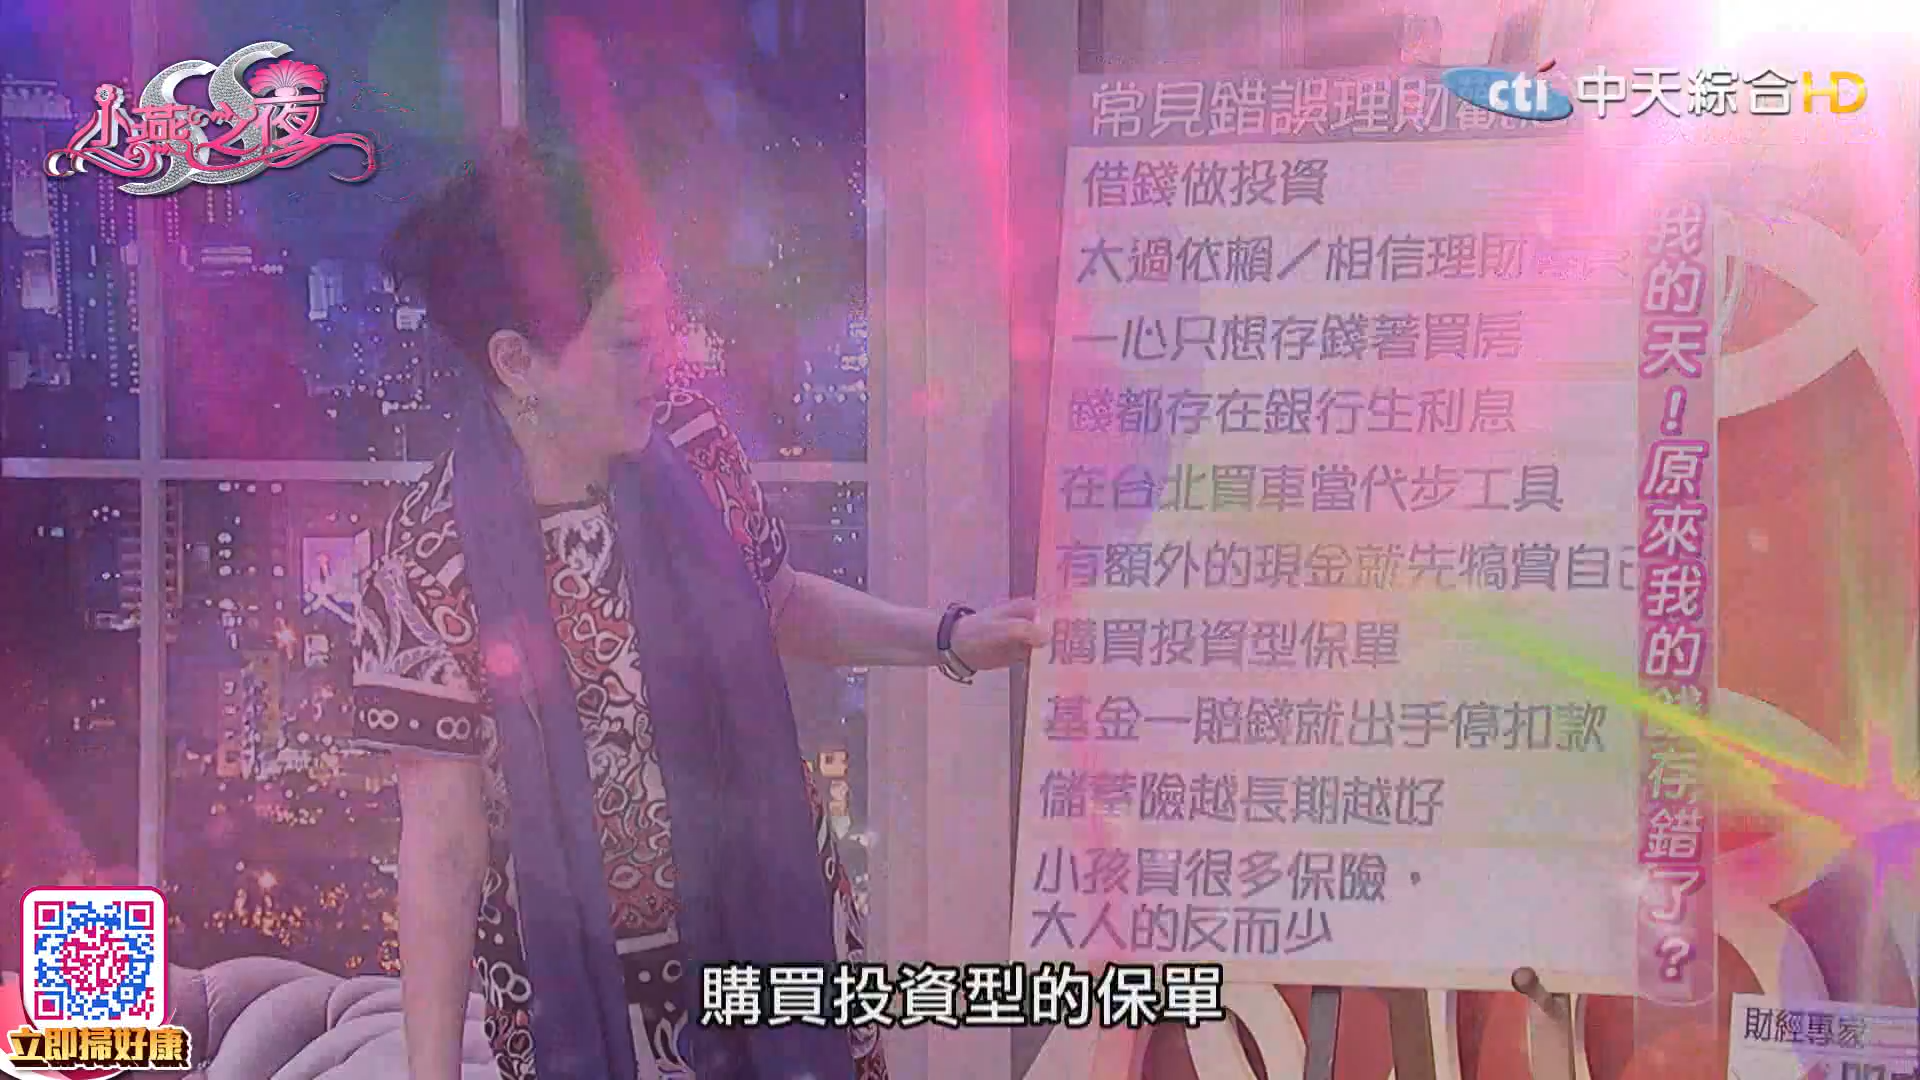 SS小燕之夜
cti 中天綜合HD
常見錯誤理財觀念
借錢做投資
太過依賴／相信理財
一心只想存錢著買房
錢都存在銀行生利息
在台北買車當代步工具
有額外的現金就先犒賞自己
購買投資型保單
基金一賠錢就出手停扣款
儲蓄險越長期越好
小孩買很多保險，
大人的反而少
我的天！原來我的錢存錯了？
財經專家
購買投資型的保單
立即掃好康